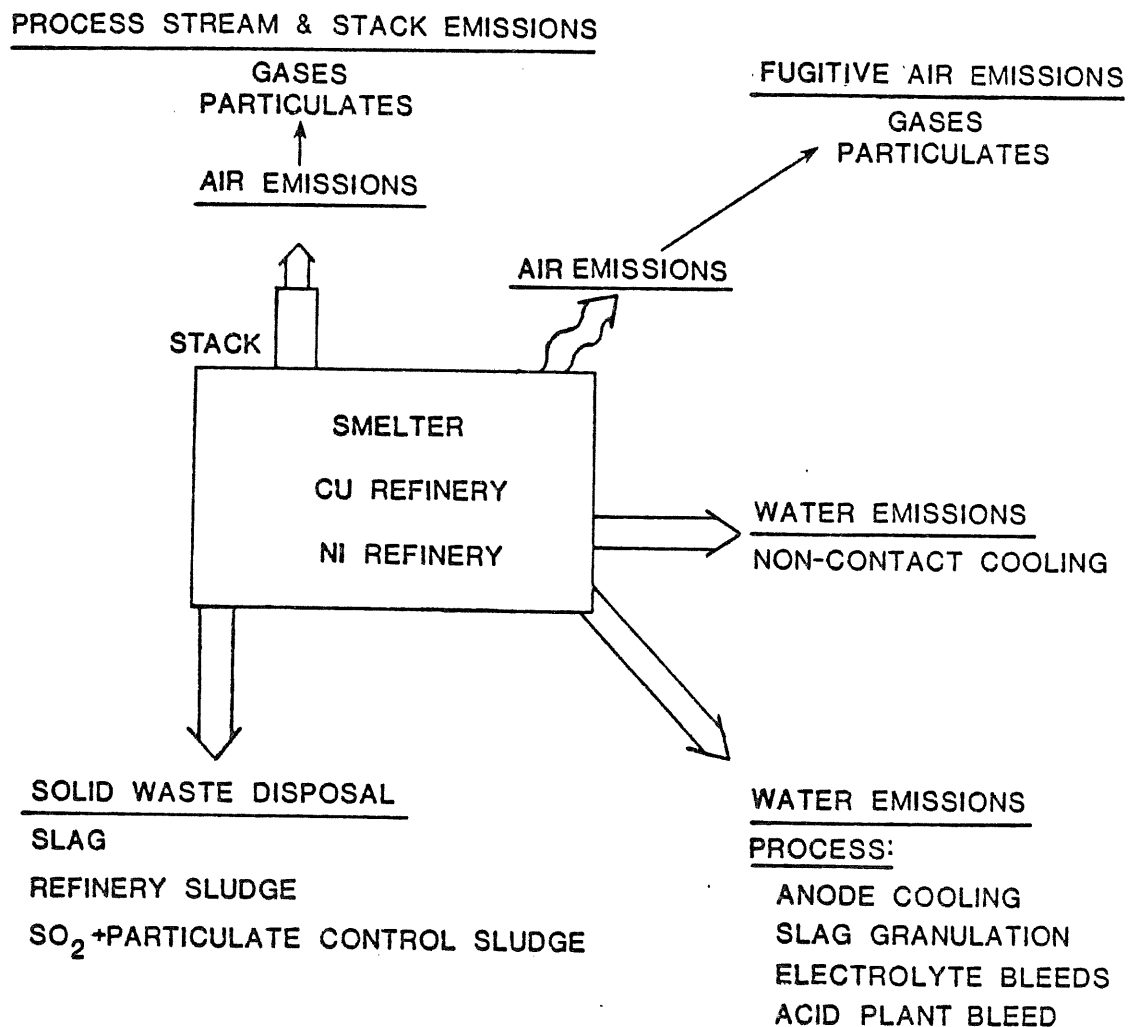 PROCESS STREAM & STACK EMISSIONS
GASES
PARTICULATES
AIR EMISSIONS
FUGITIVE AIR EMISSIONS
GASES
PARTICULATES
AIR EMISSIONS
STACK
SMELTER
CU REFINERY
NI REFINERY
WATER EMISSIONS
NON-CONTACT COOLING
SOLID WASTE DISPOSAL
SLAG
REFINERY SLUDGE
SO₂+PARTICULATE CONTROL SLUDGE
WATER EMISSIONS
PROCESS:
ANODE COOLING
SLAG GRANULATION
ELECTROLYTE BLEEDS
ACID PLANT BLEED